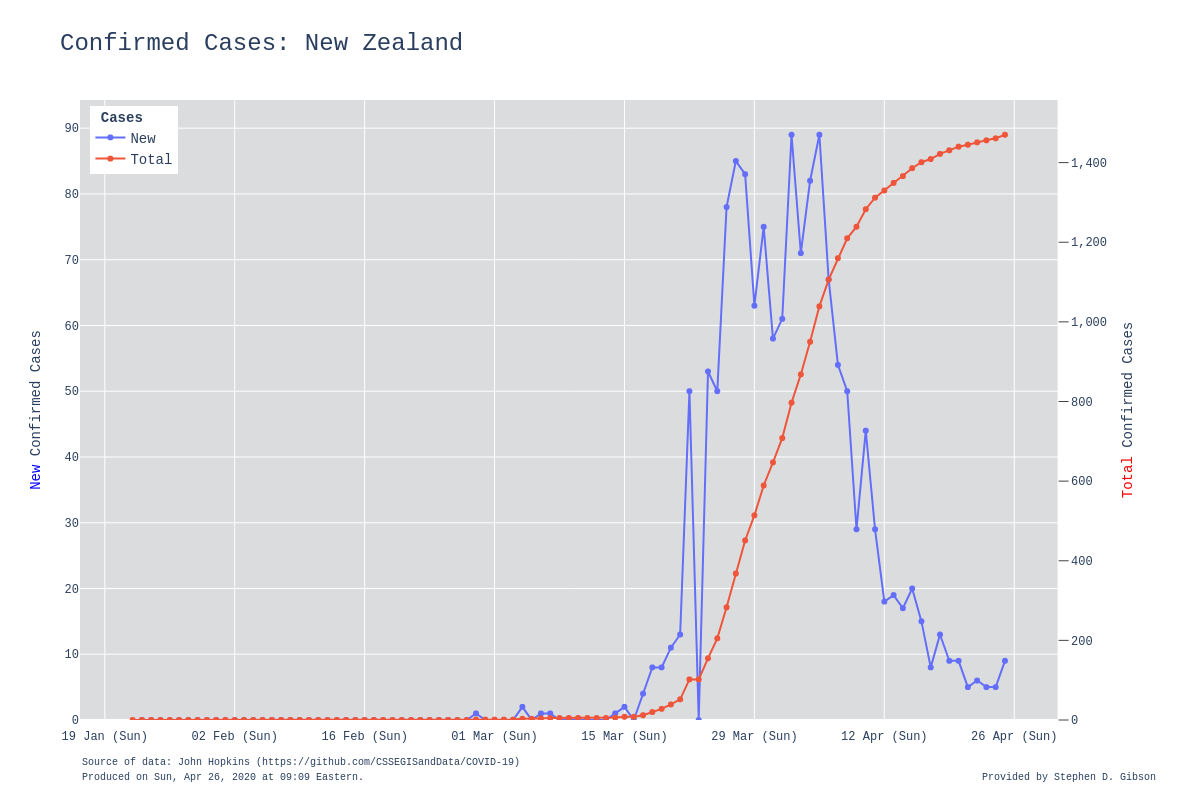 Confirmed Cases: New Zealand
Cases
New
Total
90
80
70
60
50
40
30
20
10
0
New Confirmed Cases
1,400
1,200
1,000
800
600
400
200
0
Total Confirmed Cases
19 Jan (Sun) 02 Feb (Sun) 16 Feb (Sun) 01 Mar (Sun) 15 Mar (Sun) 29 Mar (Sun) 12 Apr (Sun) 26 Apr (Sun)
Source of data: John Hopkins (https://github.com/CSSEGISandData/COVID-19)
Produced on Sun, Apr 26, 2020 at 09:09 Eastern.
Provided by Stephen D. Gibson